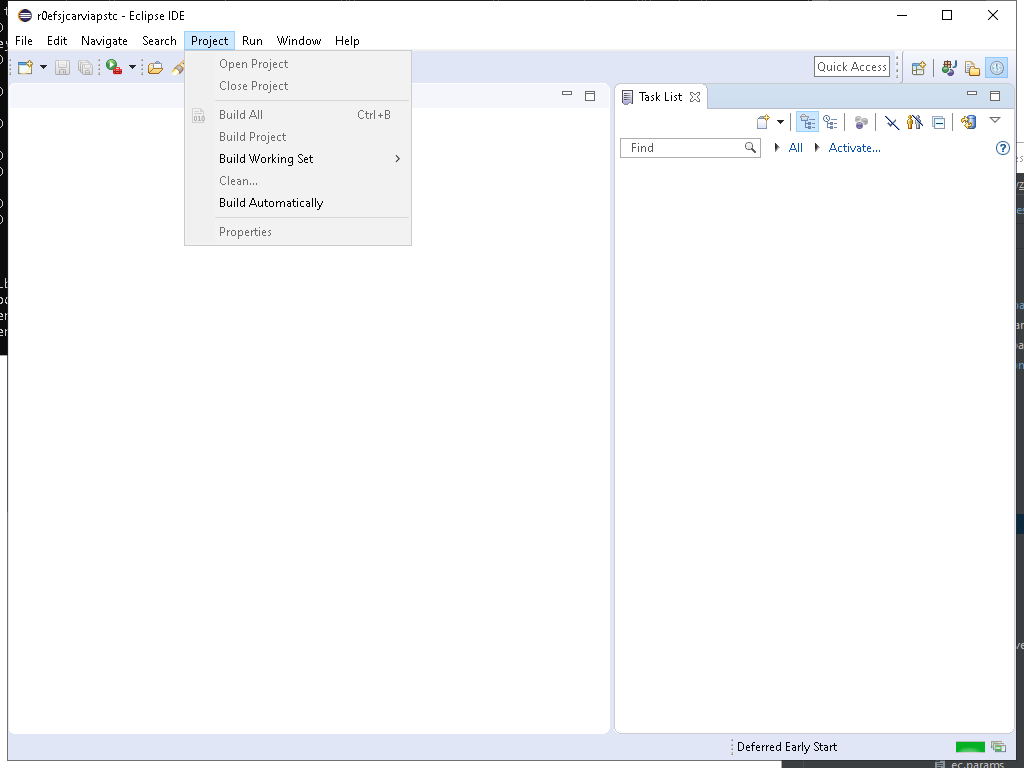 r0efsjcarviapstc - Eclipse IDE
File Edit Navigate Search Project Run Window Help
Open Project
Close Project
Build All Ctrl+B
Build Project
Build Working Set
Clean...
Build Automatically
Properties
Quick Access
Task List
Find
All
Activate...
Deferred Early Start
ec.params